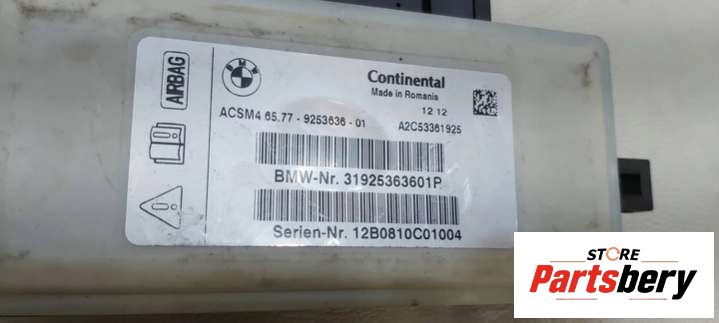 AIRBAG
BMW
Continental
Made in Romania
12 12
ACSM4 65.77 - 9253636 - 01
A2C53361925
BMW-Nr. 31925363601P
Serien-Nr. 12B0810C01004
STORE
Partsbery